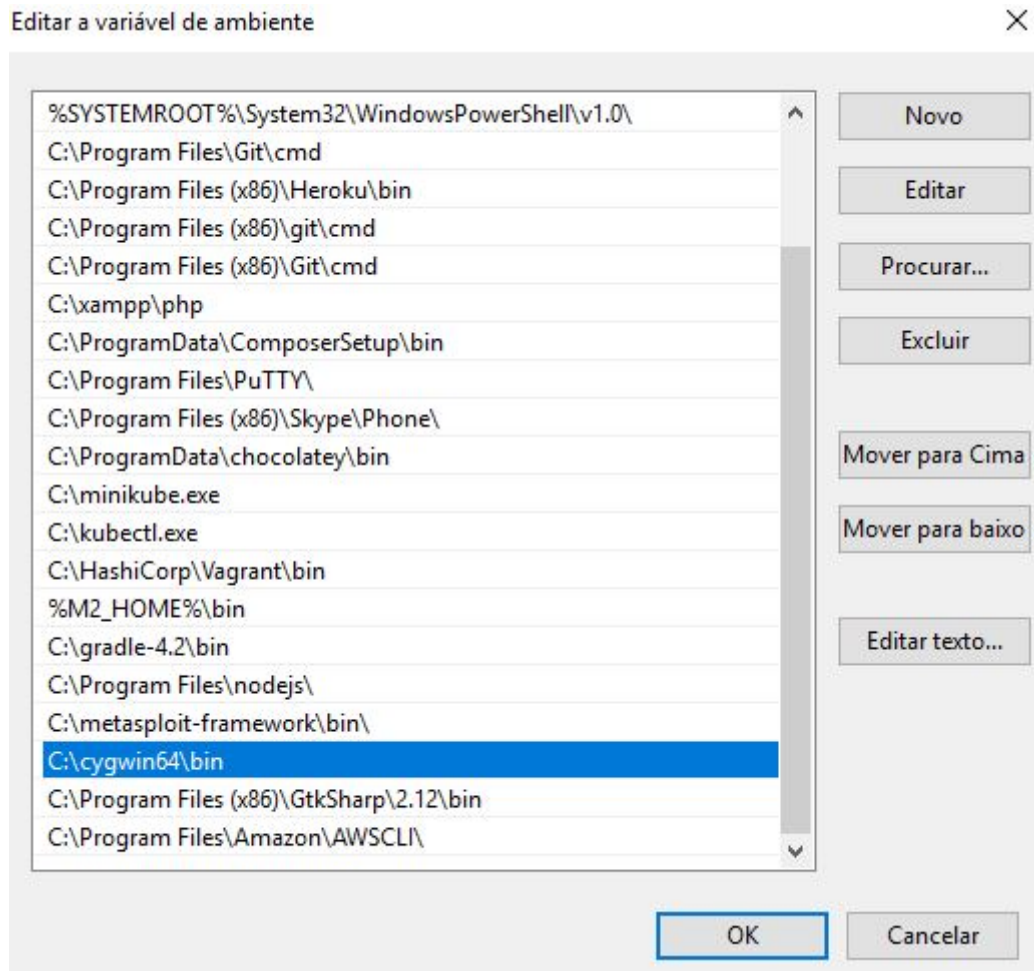 Editar a variável de ambiente
%SYSTEMROOT%\System32\WindowsPowerShell\v1.0\
C:\Program Files\Git\cmd
C:\Program Files (x86)\Heroku\bin
C:\Program Files (x86)\git\cmd
C:\Program Files (x86)\Git\cmd
C:\xampp\php
C:\ProgramData\ComposerSetup\bin
C:\Program Files\PuTTY\
C:\Program Files (x86)\Skype\Phone\
C:\ProgramData\chocolatey\bin
C:\minikube.exe
C:\kubectl.exe
C:\HashiCorp\Vagrant\bin
%M2_HOME%\bin
C:\gradle-4.2\bin
C:\Program Files\nodejs\
C:\metasploit-framework\bin\
C:\cygwin64\bin
C:\Program Files (x86)\GtkSharp\2.12\bin
C:\Program Files\Amazon\AWSCLI\
Novo
Editar
Procurar...
Excluir
Mover para Cima
Mover para baixo
Editar texto...
OK
Cancelar